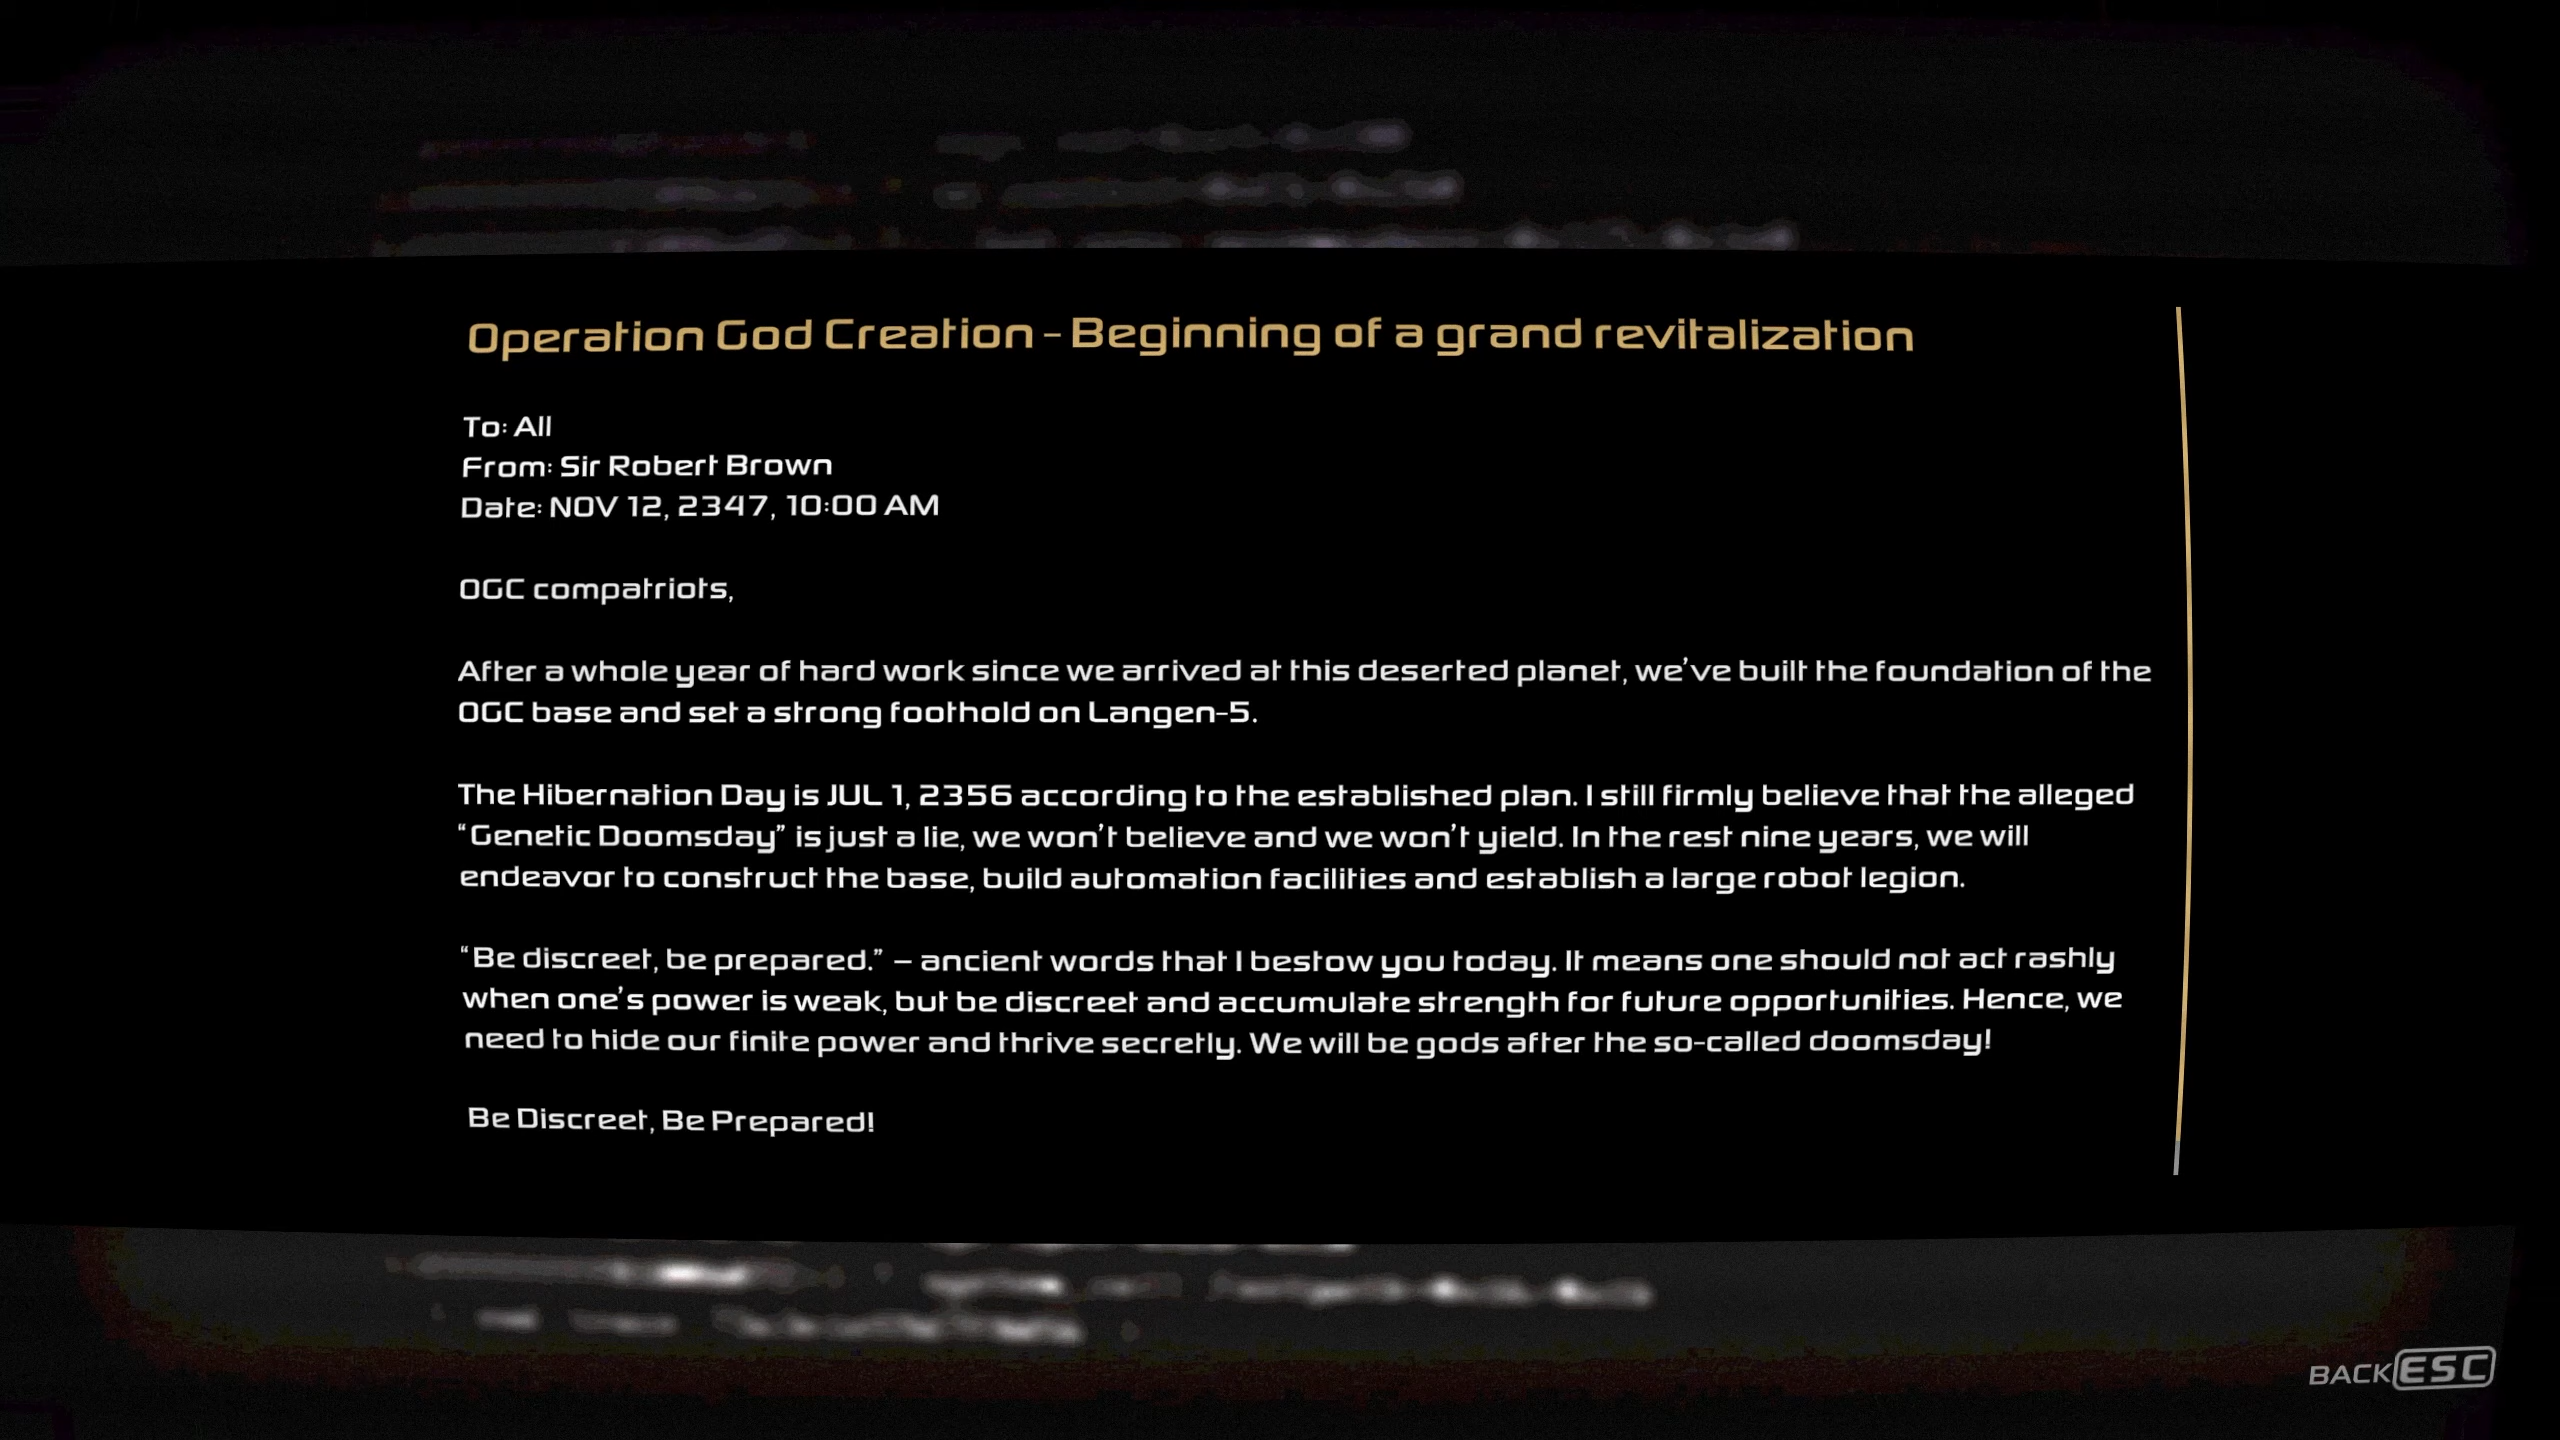 Operation God Creation - Beginning of a grand revitalization
To: All
From: Sir Robert Brown
Date: NOV 12, 2347, 10:00 AM
OGC compatriots,
After a whole year of hard work since we arrived at this deserted planet, we've built the foundation of the
OGC base and set a strong foothold on Langen-5.
The Hibernation Day is JUL 1, 2356 according to the established plan. I still firmly believe that the alleged
“Genetic Doomsday” is just a lie, we won't believe and we won't yield. In the rest nine years, we will
endeavor to construct the base, build automation facilities and establish a large robot legion.
“Be discreet, be prepared.” – ancient words that I bestow you today. It means one should not act rashly
when one's power is weak, but be discreet and accumulate strength for future opportunities. Hence, we
need to hide our finite power and thrive secretly. We will be gods after the so-called doomsday!
Be Discreet, Be Prepared!
BACK ESC